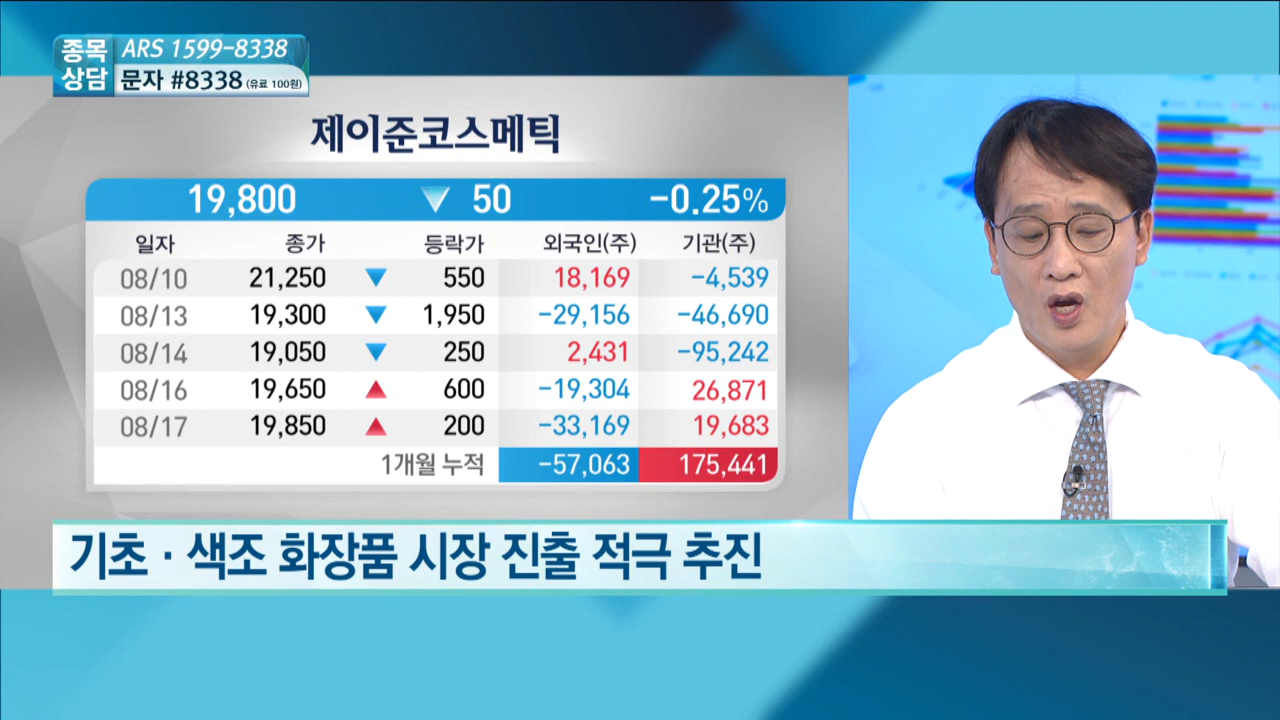 종목 상담
ARS 1599-8338
문자 #8338 (유료 100원)
제이준코스메틱
19,800 ▼ 50 -0.25%
일자 종가 등락가 외국인(주) 기관(주)
08/10 21,250 ▼ 550 18,169 -4,539
08/13 19,300 ▼ 1,950 -29,156 -46,690
08/14 19,050 ▼ 250 2,431 -95,242
08/16 19,650 ▲ 600 -19,304 26,871
08/17 19,850 ▲ 200 -33,169 19,683
1개월 누적 -57,063 175,441
기초·색조 화장품 시장 진출 적극 추진